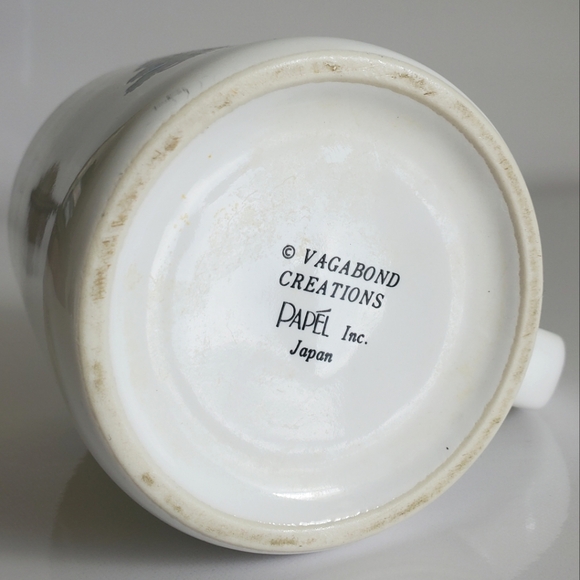 © VAGABOND
CREATIONS
PAPÉL Inc.
Japan